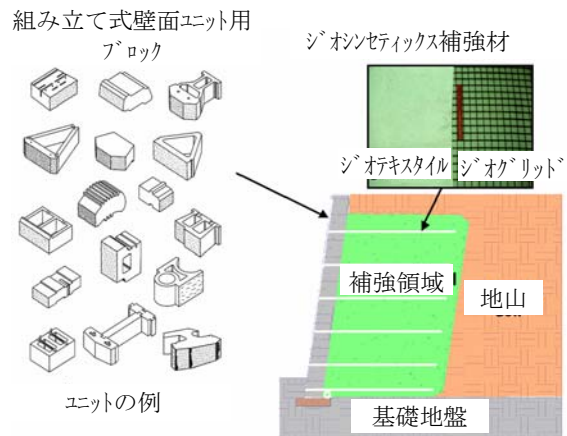 組み立て式壁面ユニット用
ブロック
ジオシンセティックス補強材
ジオテキスタイル
ジオグリッド
補強領域
地山
基礎地盤
ユニットの例